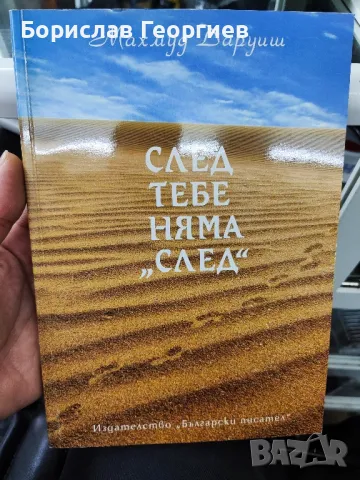 Борислав Георгиев
Махмуд Даруиш
СЛЕД
ТЕБЕ
НЯМА
„СЛЕД“
Издателство „Български писател“
BAZAR